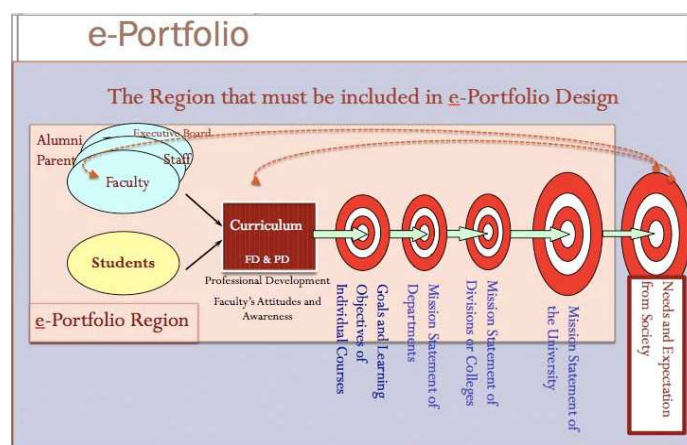 e-Portfolio
The Region that must be included in e-Portfolio Design
Alumni
Executive Board
Parent
Staff
Faculty
Students
Curriculum
FD & PD
Professional Development
Faculty's Attitudes and
Awareness
e-Portfolio Region
Goals and Learning
Objectives of
Individual Courses
Mission Statement of
Departments
Mission Statement of
Divisions or Colleges
Mission Statement of
the University
Needs and Expectation
from Society